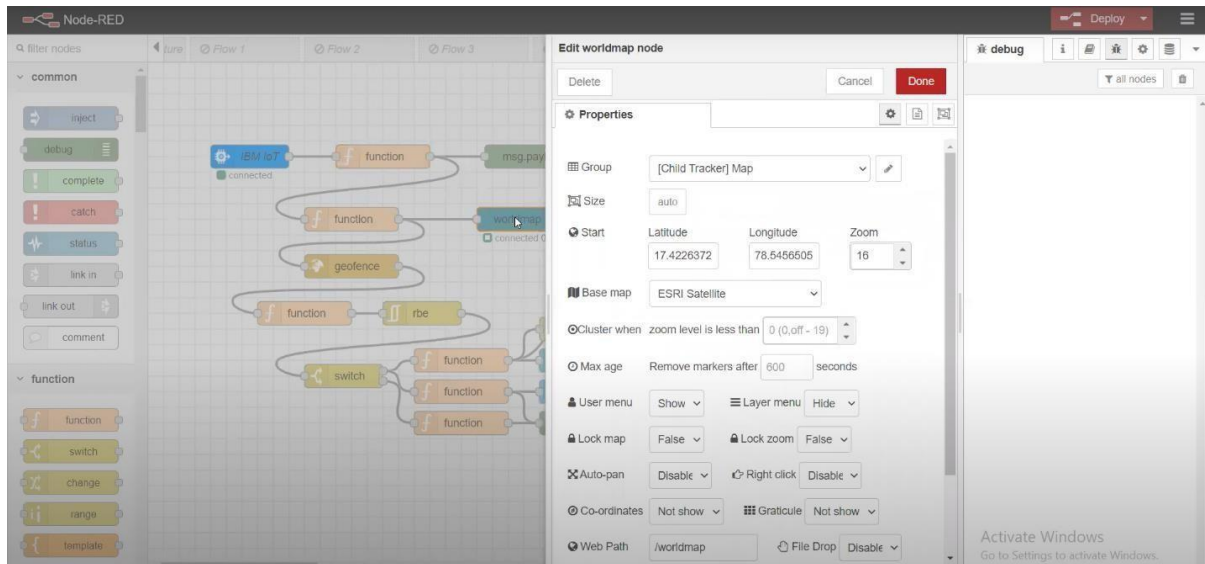 Node-RED
Deploy
filter nodes
ture
Flow 1
Flow 2
Flow 3
common
inject
debug
complete
catch
status
link in
link out
comment
function
function
switch
change
range
template
IBM IoT
connected
function
msg.pay
function
worldmap
connected
geofence
function
rbe
switch
function
function
function
Edit worldmap node
Delete
Cancel
Done
Properties
Group
[Child Tracker] Map
Size
auto
Start
Latitude
Longitude
Zoom
17.4226372
78.5456505
16
Base map
ESRI Satellite
Cluster when zoom level is less than 0 (0,off - 19)
Max age Remove markers after 600 seconds
User menu Show Layer menu Hide
Lock map False Lock zoom False
Auto-pan Disable Right click Disable
Co-ordinates Not show Graticule Not show
Web Path /worldmap File Drop Disable
debug
i
all nodes
Activate Windows
Go to Settings to activate Windows.